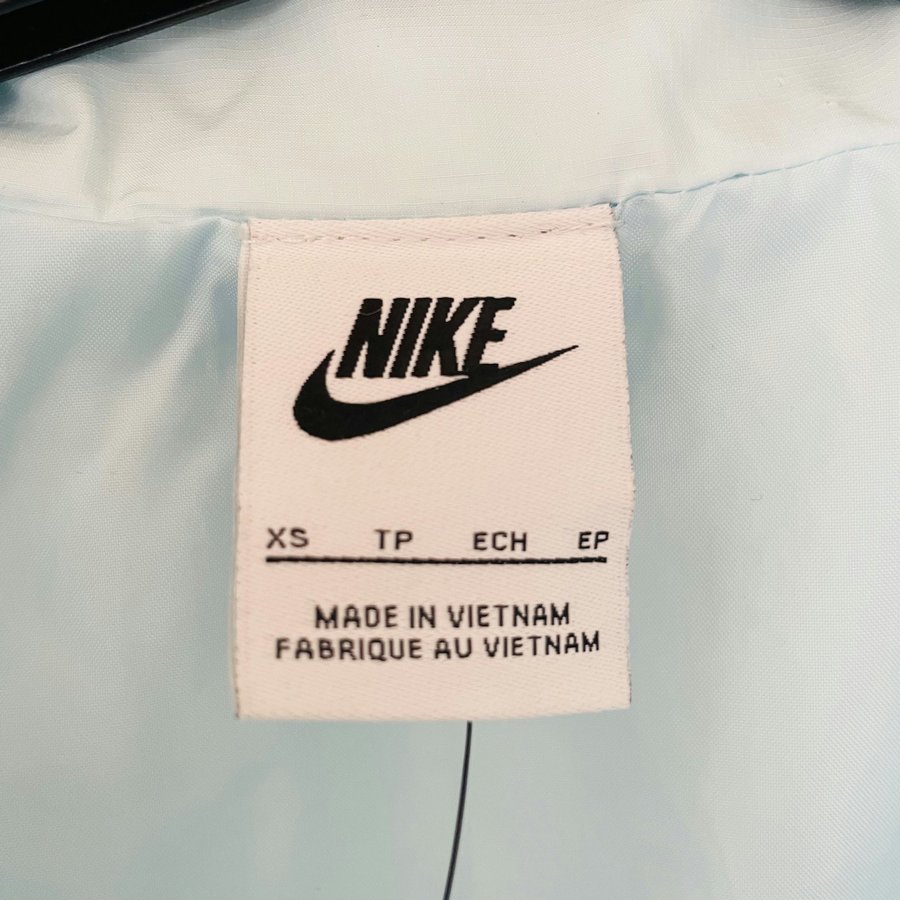 NIKE
XS TP ECH EP
MADE IN VIETNAM
FABRIQUE AU VIETNAM